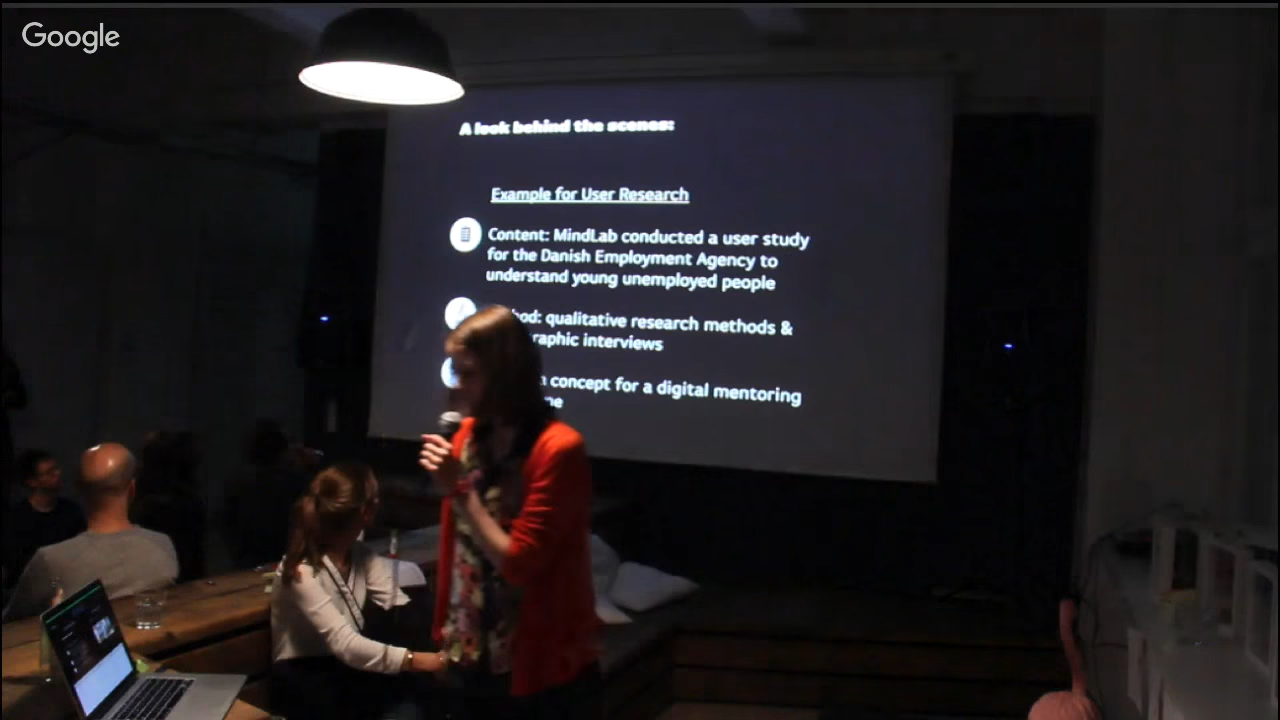 Google
A look behind the scenes:
Example for User Research
Content: MindLab conducted a user study
for the Danish Employment Agency to
understand young unemployed people
qualitative research methods &
interviews
concept for a digital mentoring